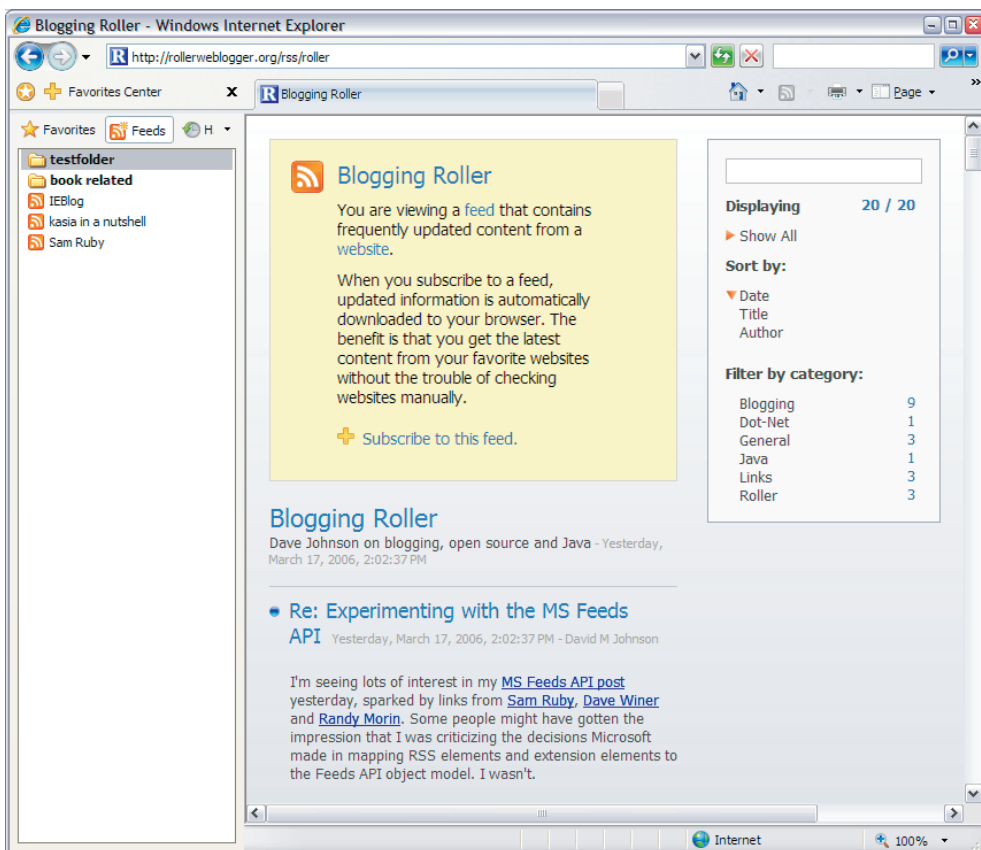 Blogging Roller - Windows Internet Explorer
R http://rollerweblogger.org/rss/roller
Favorites Center
R Blogging Roller
Page
Favorites Feeds H
testfolder
book related
IEBlog
kasia in a nutshell
Sam Ruby
Blogging Roller
You are viewing a feed that contains
frequently updated content from a
website.
When you subscribe to a feed,
updated information is automatically
downloaded to your browser. The
benefit is that you get the latest
content from your favorite websites
without the trouble of checking
websites manually.
Subscribe to this feed.
Displaying 20 / 20
Show All
Sort by:
Date
Title
Author
Filter by category:
Blogging 9
Dot-Net 1
General 3
Java 1
Links 3
Roller 3
Blogging Roller
Dave Johnson on blogging, open source and Java - Yesterday,
March 17, 2006, 2:02:37 PM
Re: Experimenting with the MS Feeds
API Yesterday, March 17, 2006, 2:02:37 PM - David M Johnson
I'm seeing lots of interest in my MS Feeds API post
yesterday, sparked by links from Sam Ruby, Dave Winer
and Randy Morin. Some people might have gotten the
impression that I was criticizing the decisions Microsoft
made in mapping RSS elements and extension elements to
the Feeds API object model. I wasn't.
Internet
100%